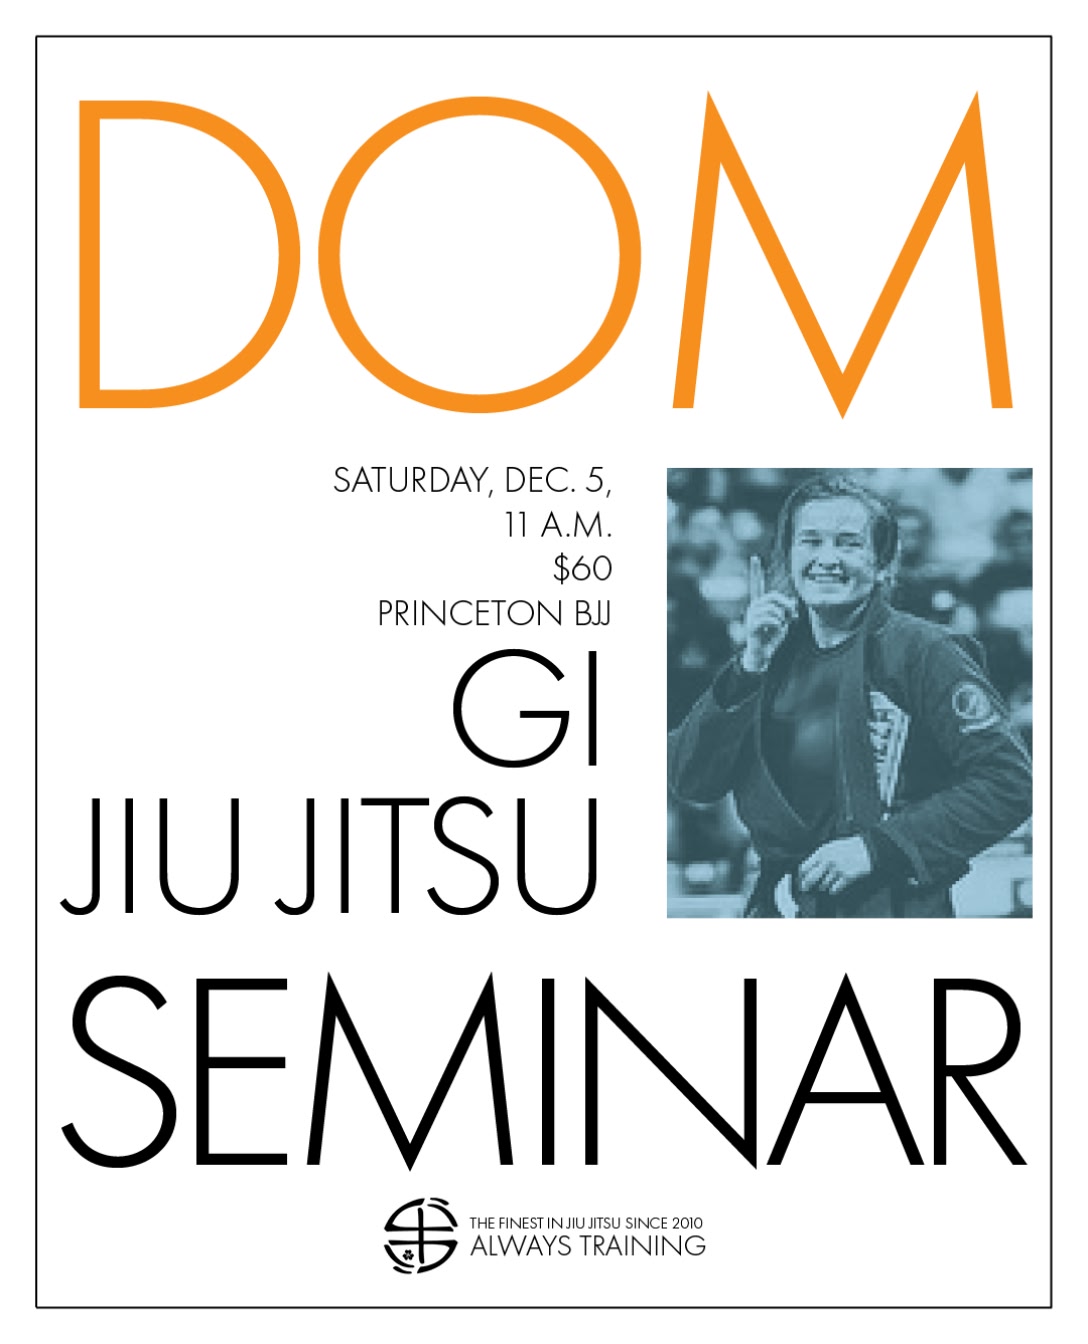 DOM
SATURDAY, DEC. 5,
11 A.M.
$60
PRINCETON BJJ
GI
JIU JITSU
SEMINAR
THE FINEST IN JIU JITSU SINCE 2010
ALWAYS TRAINING